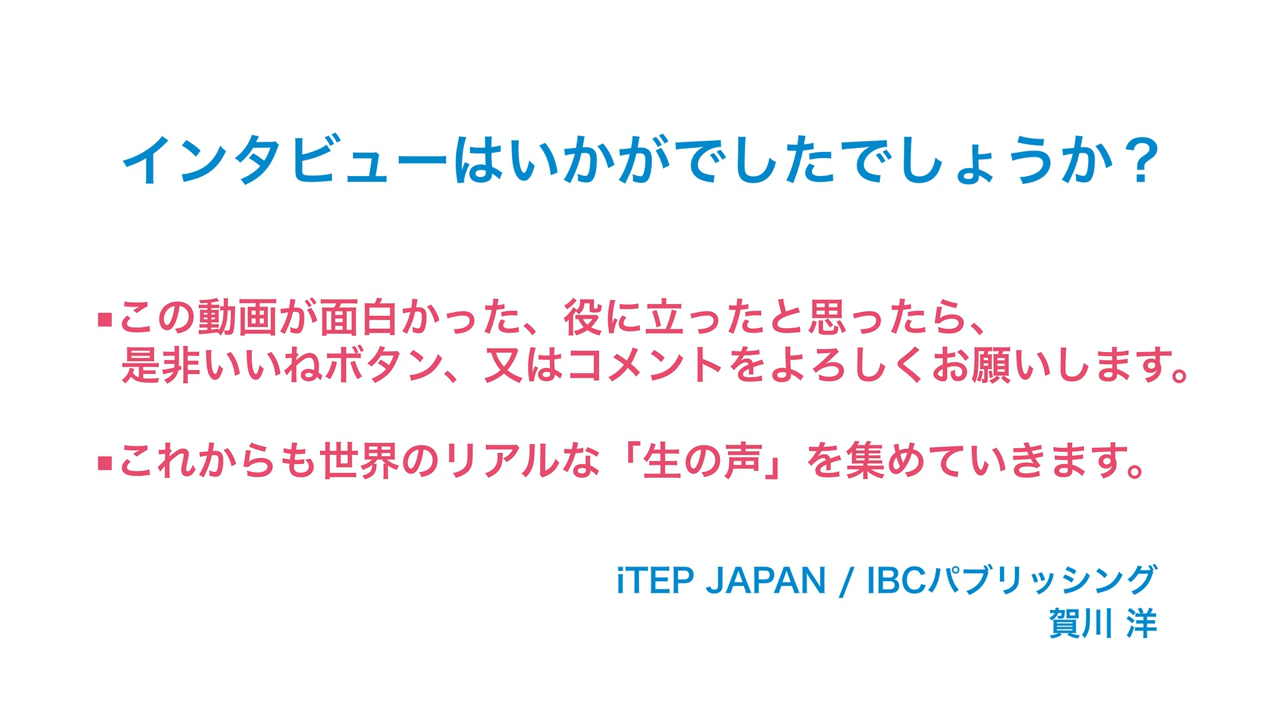 インタビューはいかがでしたでしょうか？
■この動画が面白かった、役に立ったと思ったら、
是非いいねボタン、又はコメントをよろしくお願いします。
■これからも世界のリアルな「生の声」を集めていきます。
iTEP JAPAN / IBCパブリッシング
賀川 洋